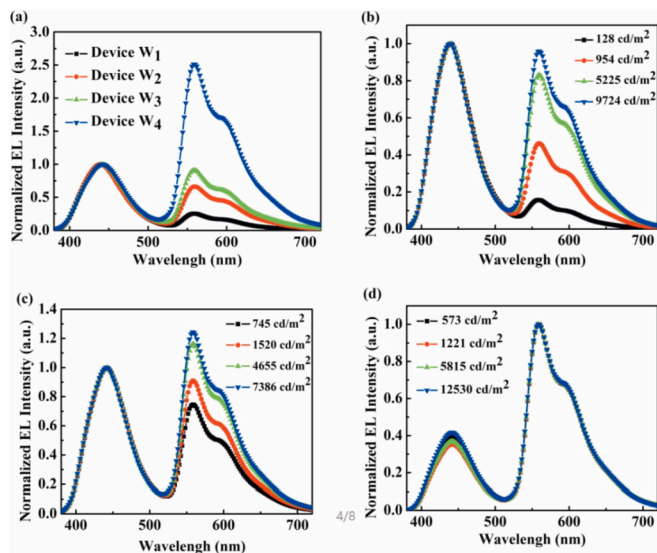 (a)
Normalized EL Intensity (a.u.)
3.0
2.5
2.0
1.5
1.0
0.5
0.0
Device W1
Device W2
Device W3
Device W4
400 500 600 700
Wavelengh (nm)
(b)
Normalized EL Intensity (a.u.)
1.0
0.8
0.6
0.4
0.2
0.0
128 cd/m2
954 cd/m2
5225 cd/m2
9724 cd/m2
400 500 600 700
Wavelengh (nm)
(c)
Normalized EL Intensity (a.u.)
1.4
1.2
1.0
0.8
0.6
0.4
0.2
0.0
745 cd/m2
1520 cd/m2
4655 cd/m2
7386 cd/m2
400 500 600 700
Wavelengh (nm)
4/8
(d)
Normalized EL Intensity (a.u.)
1.0
0.8
0.6
0.4
0.2
0.0
573 cd/m2
1221 cd/m2
5815 cd/m2
12530 cd/m2
400 500 600 700
Wavelengh (nm)